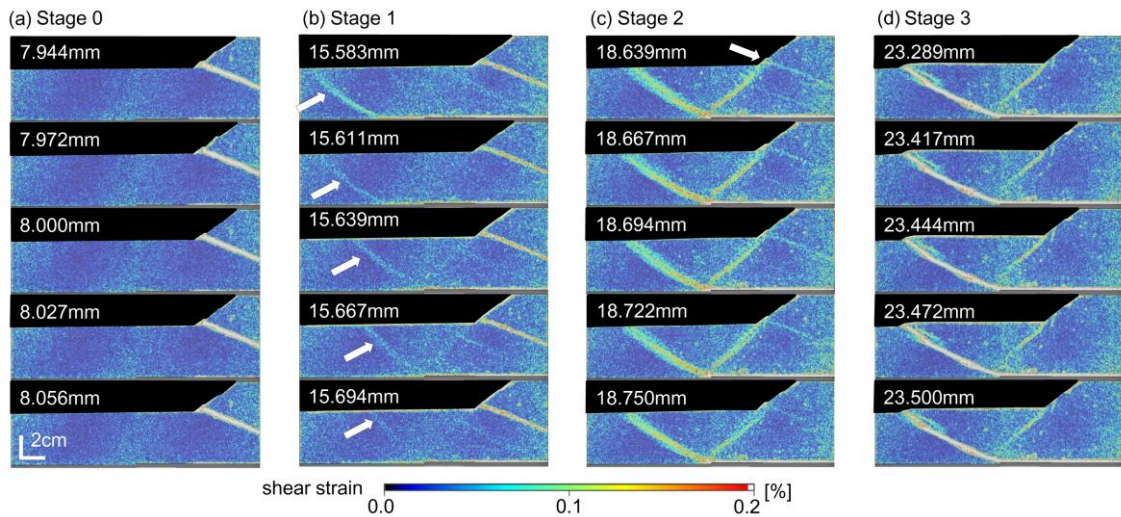 (a) Stage 0
7.944mm
7.972mm
8.000mm
8.027mm
8.056mm
2cm
(b) Stage 1
15.583mm
15.611mm
15.639mm
15.667mm
15.694mm
(c) Stage 2
18.639mm
18.667mm
18.694mm
18.722mm
18.750mm
(d) Stage 3
23.289mm
23.417mm
23.444mm
23.472mm
23.500mm
shear strain
0.0 0.1 0.2 [%]